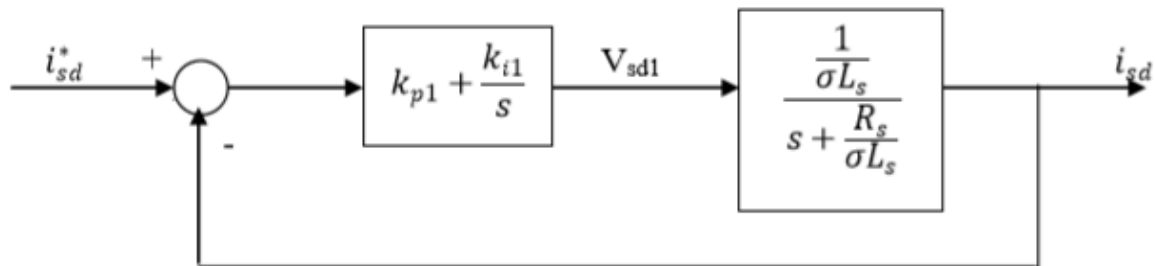 i*sd + kp1 + ki1/s Vsd1 (1/σLs)/(s + Rs/σLs) isd
-